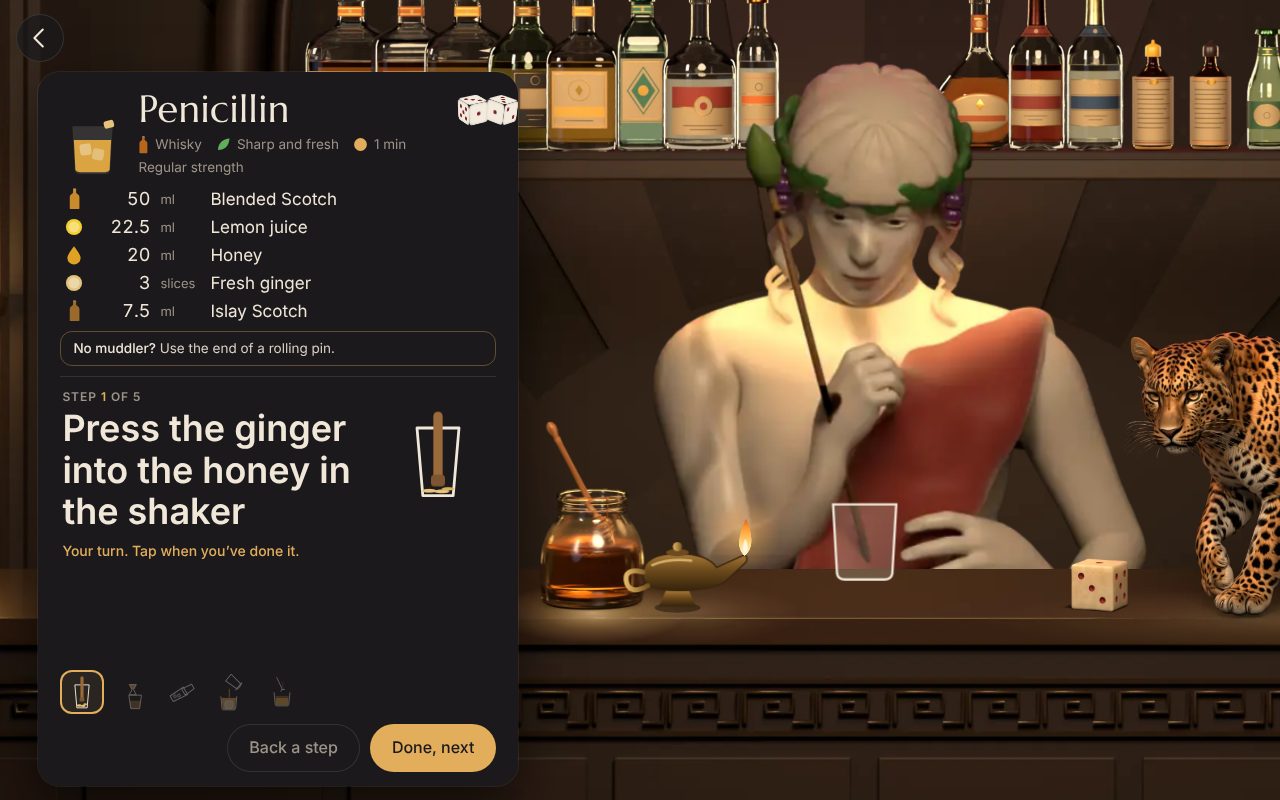 Penicillin
Whisky Sharp and fresh 1 min
Regular strength
50 ml Blended Scotch
22.5 ml Lemon juice
20 ml Honey
3 slices Fresh ginger
7.5 ml Islay Scotch
No muddler? Use the end of a rolling pin.
STEP 1 OF 5
Press the ginger
into the honey in
the shaker
Your turn. Tap when you’ve done it.
Back a step Done, next